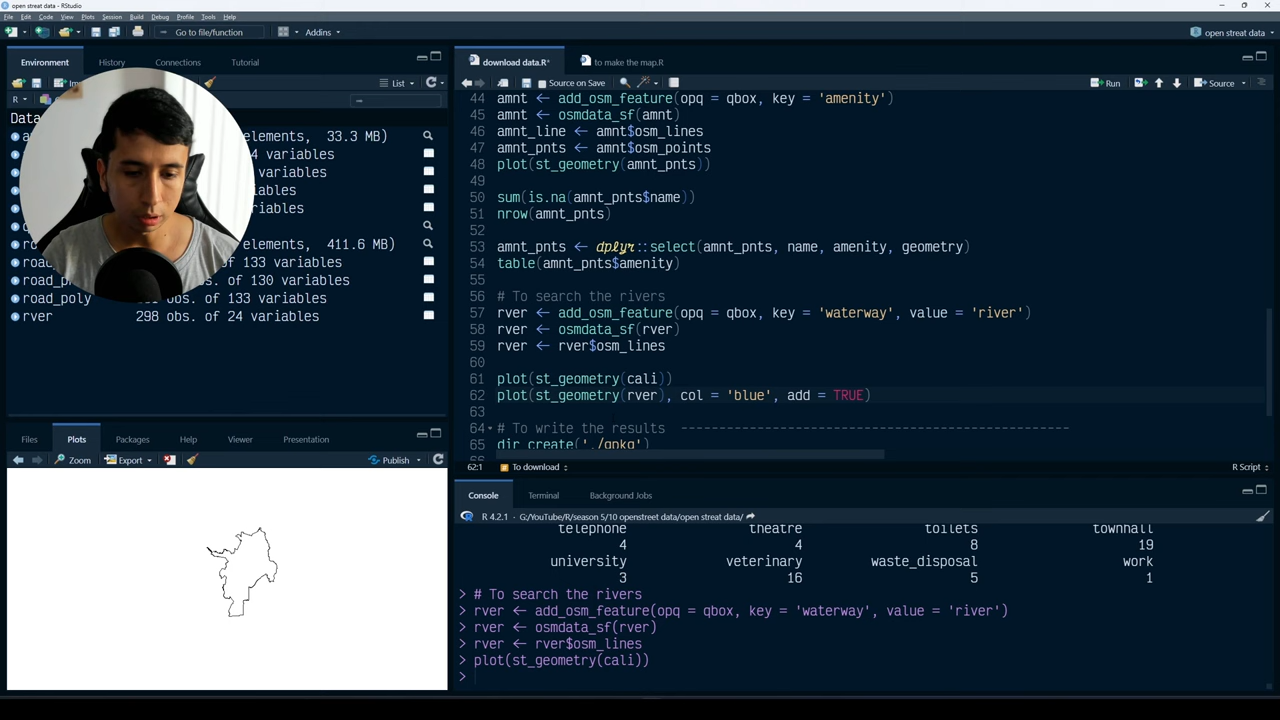 open streat data - RStudio
File Edit Code View Plots Session Build Debug Profile Tools Help
Go to file/function Addins open streat data
Environment History Connections Tutorial
List
R
Data
elements, 33.3 MB)
4 variables
variables
variables
variables
elements, 411.6 MB)
of 133 variables
of 130 variables
road_poly obs. of 133 variables
rver 298 obs. of 24 variables
Files Plots Packages Help Viewer Presentation
Zoom Export Publish
download data.R* to make the map.R
Source on Save Run Source
44 amnt ← add_osm_feature(opq = qbox, key = 'amenity')
45 amnt ← osmdata_sf(amnt)
46 amnt_line ← amnt$osm_lines
47 amnt_pnts ← amnt$osm_points
48 plot(st_geometry(amnt_pnts))
49
50 sum(is.na(amnt_pnts$name))
51 nrow(amnt_pnts)
52
53 amnt_pnts ← dplyr::select(amnt_pnts, name, amenity, geometry)
54 table(amnt_pnts$amenity)
55
56 # To search the rivers
57 rver ← add_osm_feature(opq = qbox, key = 'waterway', value = 'river')
58 rver ← osmdata_sf(rver)
59 rver ← rver$osm_lines
60
61 plot(st_geometry(cali))
62 plot(st_geometry(rver), col = 'blue', add = TRUE)
63
64 # To write the results --------------------------------------------------
65 dir_create('./gpkg')
62:1 To download R Script
Console Terminal Background Jobs
R 4.2.1 · G:/YouTube/R/season 5/10 openstreet data/open streat data/
telephone theatre toilets townhall
4 4 8 19
university veterinary waste_disposal work
3 16 5 1
> # To search the rivers
> rver ← add_osm_feature(opq = qbox, key = 'waterway', value = 'river')
> rver ← osmdata_sf(rver)
> rver ← rver$osm_lines
> plot(st_geometry(cali))
>